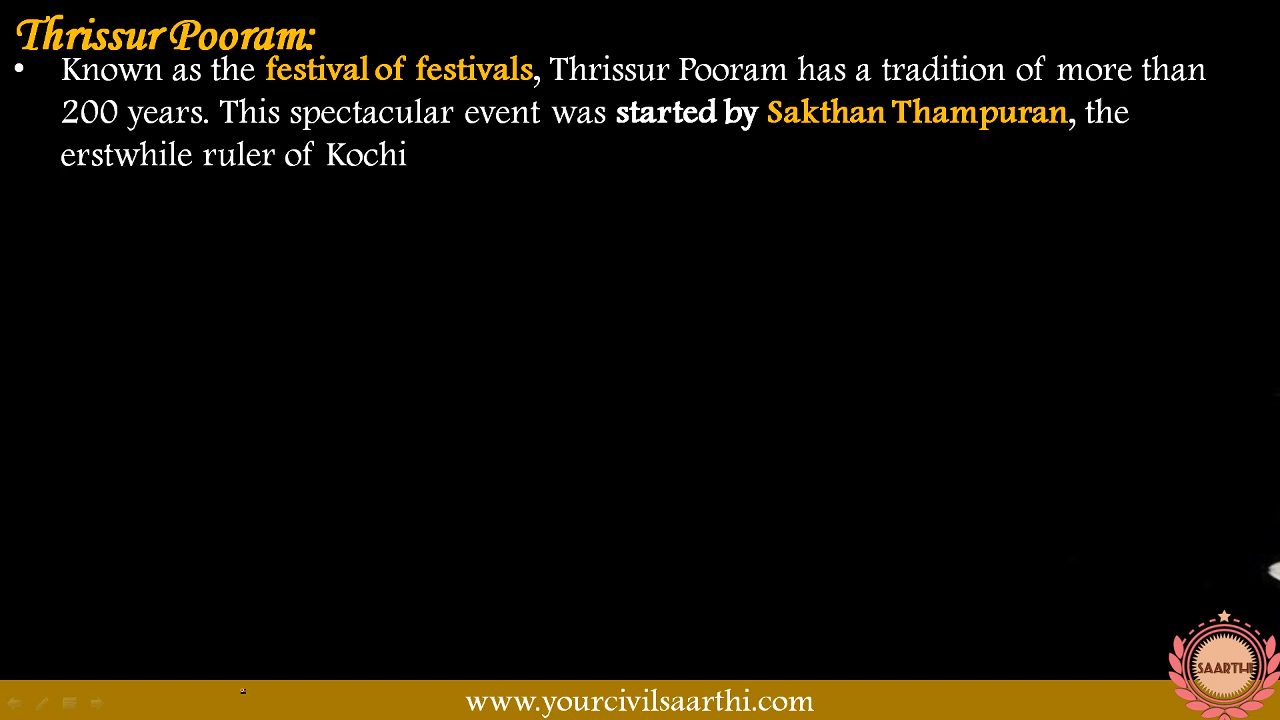 Thrissur Pooram:
• Known as the festival of festivals, Thrissur Pooram has a tradition of more than
200 years. This spectacular event was started by Sakthan Thampuran, the
erstwhile ruler of Kochi
SAARTHI
www.yourcivilsaarthi.com